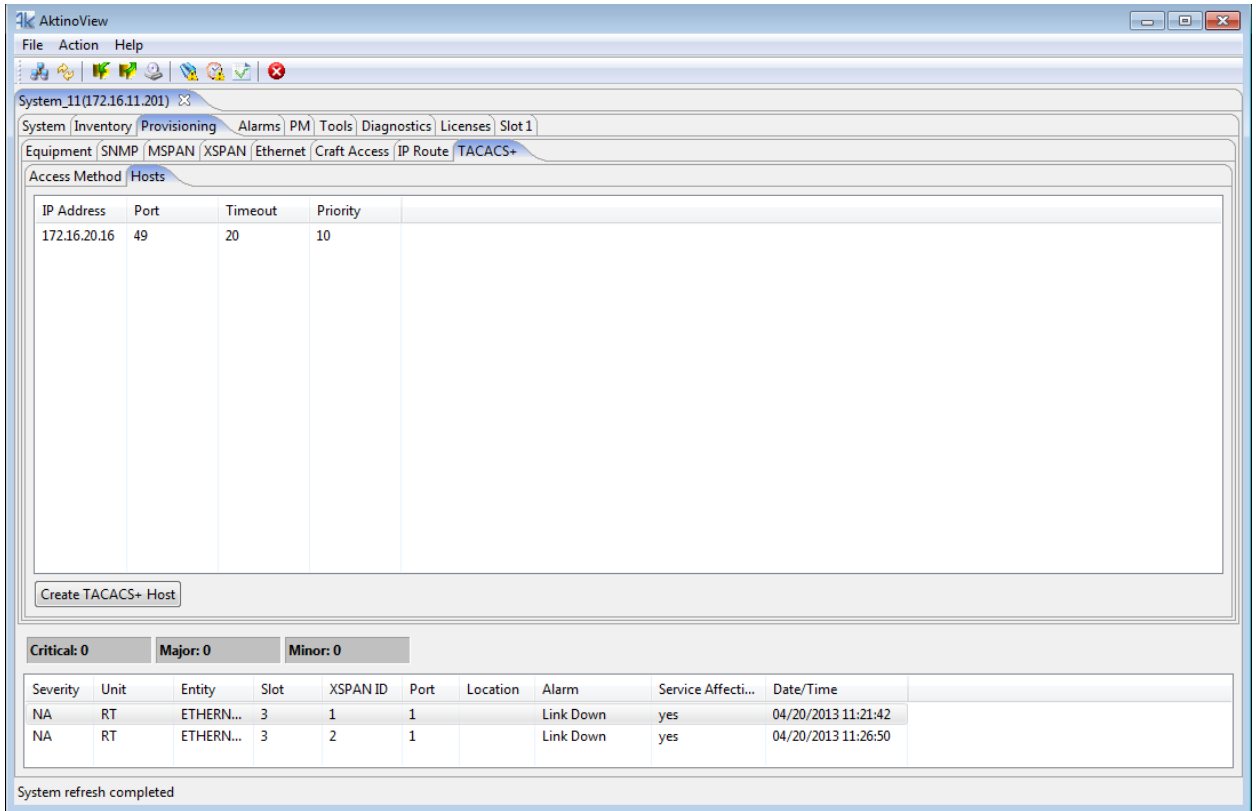 AktinoView
File Action Help
System_11(172.16.11.201)
System Inventory Provisioning Alarms PM Tools Diagnostics Licenses Slot 1
Equipment SNMP MSPAN XSPAN Ethernet Craft Access IP Route TACACS+
Access Method Hosts
IP Address Port Timeout Priority
172.16.20.16 49 20 10
Create TACACS+ Host
Critical: 0 Major: 0 Minor: 0
Severity Unit Entity Slot XSPAN ID Port Location Alarm Service Affecti... Date/Time
NA RT ETHERN... 3 1 1 Link Down yes 04/20/2013 11:21:42
NA RT ETHERN... 3 2 1 Link Down yes 04/20/2013 11:26:50
System refresh completed